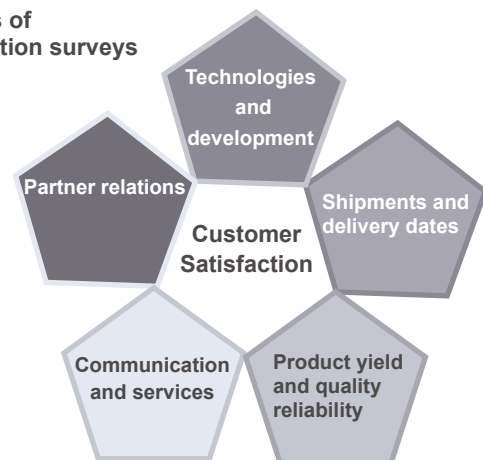 s of
tion surveys
Technologies
and
development
Partner relations
Shipments and
delivery dates
Customer
Satisfaction
Communication
and services
Product yield
and quality
reliability